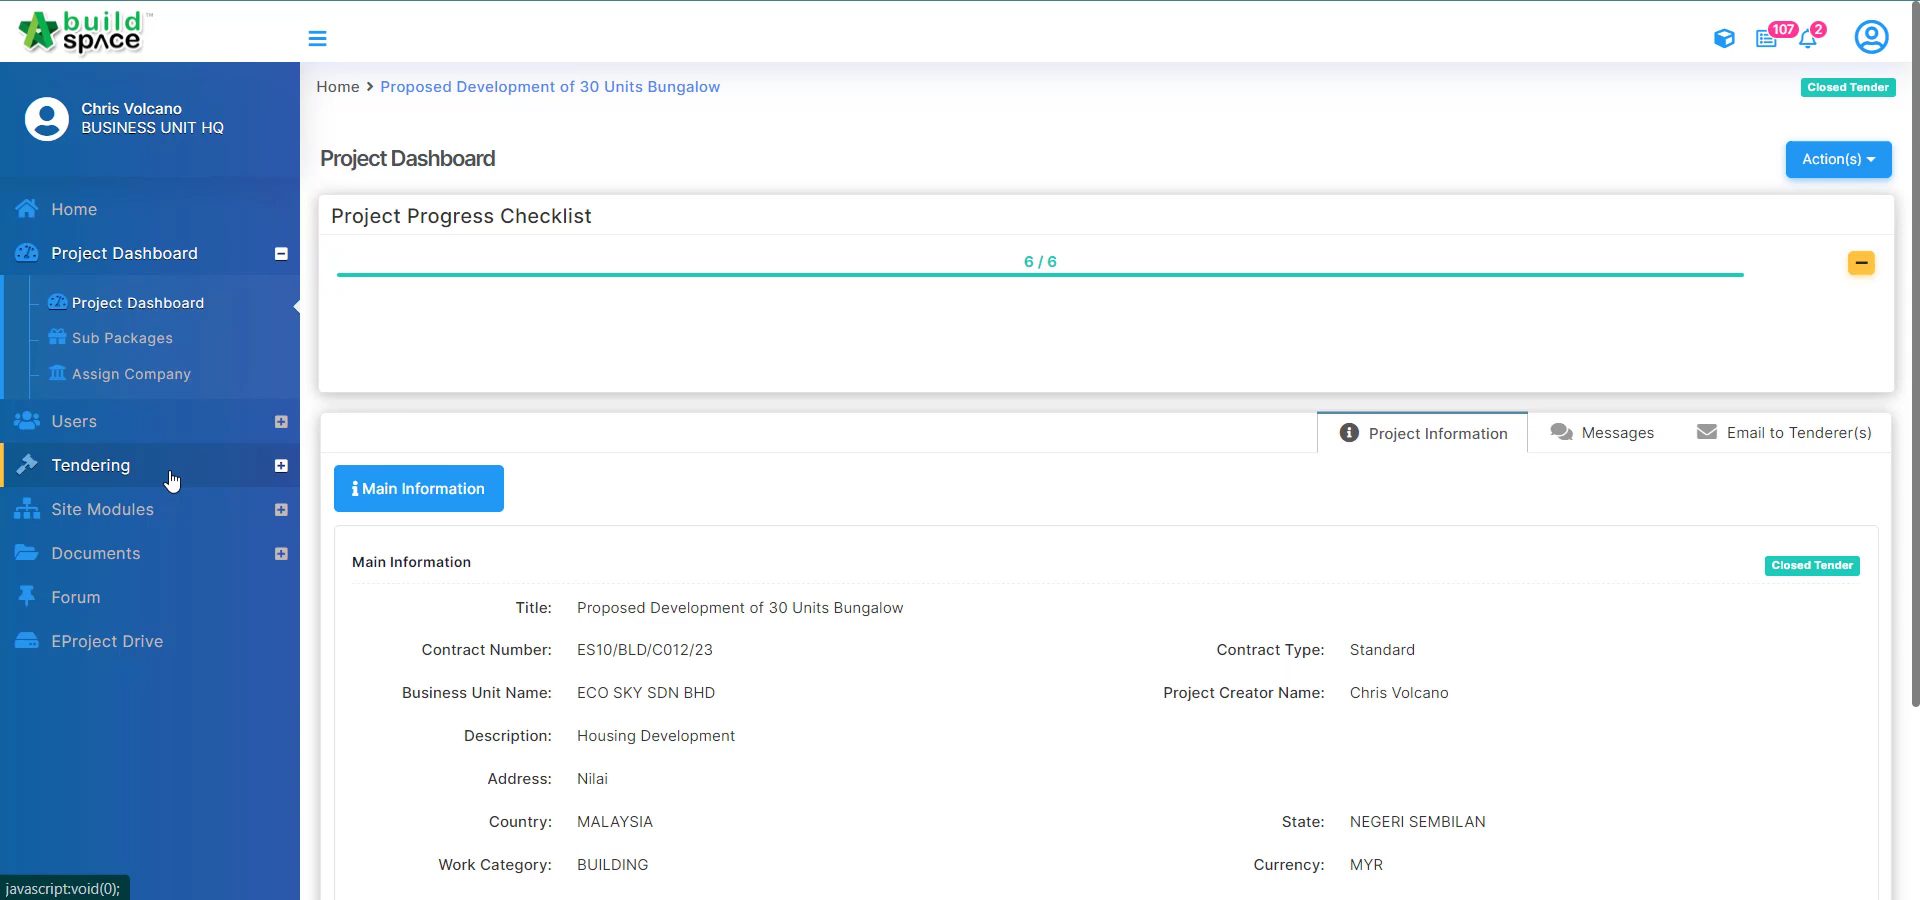 build™
spλce
107
2
Chris Volcano
BUSINESS UNIT HQ
Home > Proposed Development of 30 Units Bungalow
Closed Tender
Project Dashboard
Action(s)
Home
Project Dashboard
Project Dashboard
Sub Packages
Assign Company
Users
Tendering
Site Modules
Documents
Forum
EProject Drive
Project Progress Checklist
6 / 6
Project Information
Messages
Email to Tenderer(s)
Main Information
Main Information
Closed Tender
Title: Proposed Development of 30 Units Bungalow
Contract Number: ES10/BLD/C012/23
Contract Type: Standard
Business Unit Name: ECO SKY SDN BHD
Project Creator Name: Chris Volcano
Description: Housing Development
Address: Nilai
Country: MALAYSIA
State: NEGERI SEMBILAN
Work Category: BUILDING
Currency: MYR
javascript:void(0);